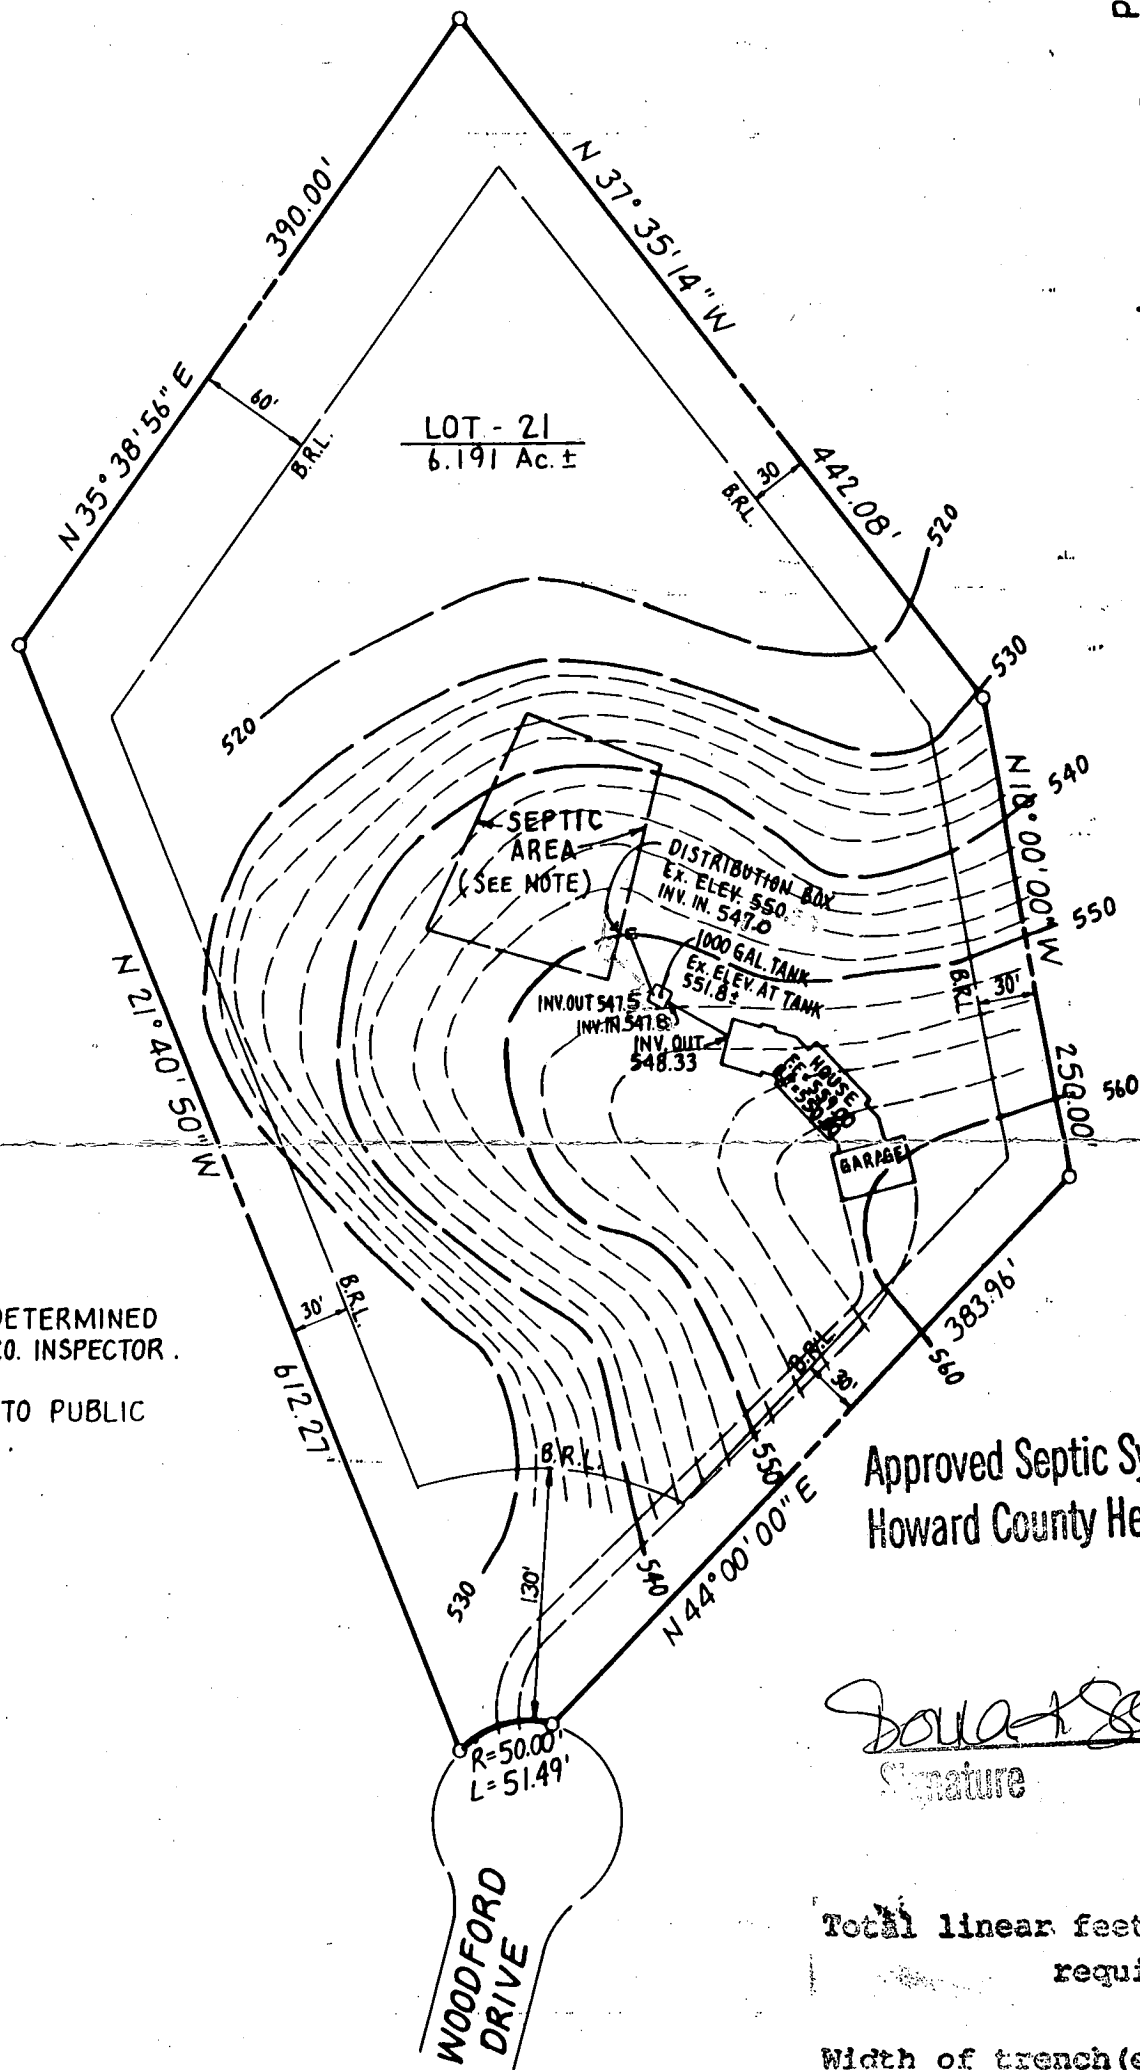 P
390.00'
N 37° 35' 14" W
N 35° 38' 56" E
60'
B.R.L.
LOT - 21
6.191 Ac. ±
30
B.R.L.
442.08'
520
530
520
N10° 00' 00" W
540
SEPTIC
AREA
(SEE NOTE)
DISTRIBUTION BOX
EX. ELEV. 550.
INV. IN. 547.0
550
1000 GAL. TANK
EX. ELEV. AT TANK
551.8±
B.R.L.
30'
INV. OUT 547.5
INV. IN. 547.8
INV. OUT
548.33
HOUSE
N 21° 40' 50" W
250.00'
560
GARAGE
383.96'
B.R.L.
30'
DETERMINED
CO. INSPECTOR.
TO PUBLIC
.
B.R.L.
30'
560
612.27'
B.R.L.
550
Approved Septic Sy
Howard County He
N 44° 00' 00" E
130'
540
530
Signature
R=50.00'
L=51.49'
WOODFORD
DRIVE
Total linear feet
requi
Width of trench(e